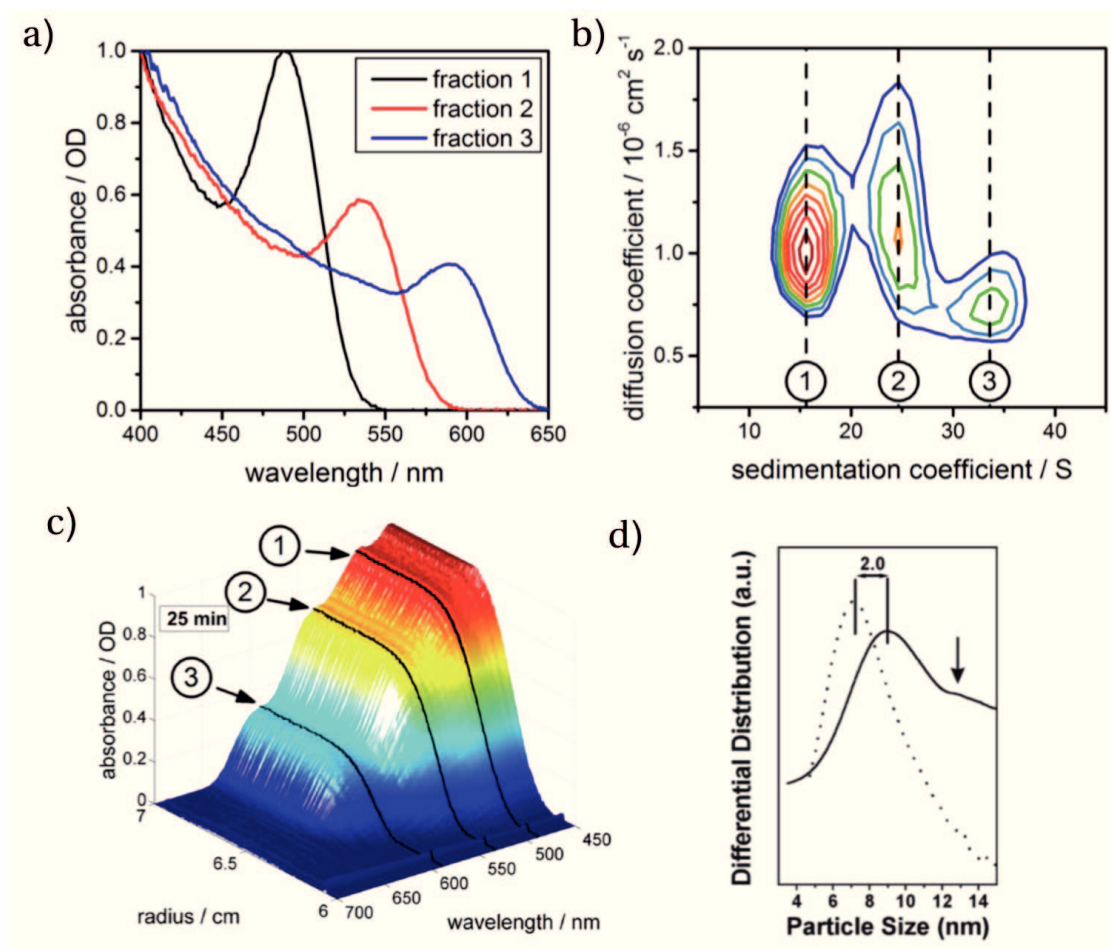 a)
1.0
0.8
0.6
0.4
0.2
0.0
absorbance / OD
400 450 500 550 600 650
wavelength / nm
fraction 1
fraction 2
fraction 3
b)
2.0
1.5
1.0
0.5
diffusion coefficient / 10⁻⁶ cm² s⁻¹
1 2 3
10 20 30 40
sedimentation coefficient / S
c)
1
2
3
25 min
1
0.8
0.6
0.4
0.2
0
absorbance / OD
7
6.5
6
radius / cm
700 650 600 550 500 450
wavelength / nm
d)
2.0
Differential Distribution (a.u.)
4 6 8 10 12 14
Particle Size (nm)